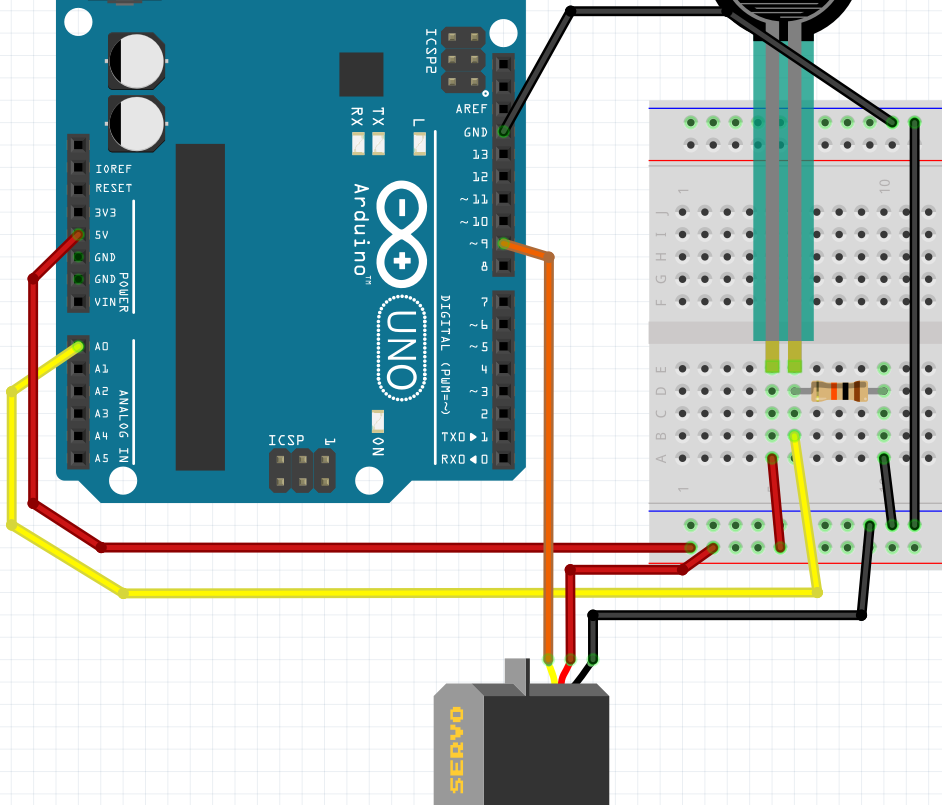 ICSP2
AREF
GND
13
12
~11
~10
~9
8
7
~6
~5
4
~3
2
TX0▶1
RX0◀0
RX
TX
L
IOREF
RESET
3V3
5V
GND
GND
VIN
POWER
A0
A1
A2
A3
A4
A5
ANALOG IN
Arduino™
UNO
DIGITAL (PWM=~)
ICSP
1
ON
1
10
J
I
H
G
F
E
D
C
B
A
1
SERVO